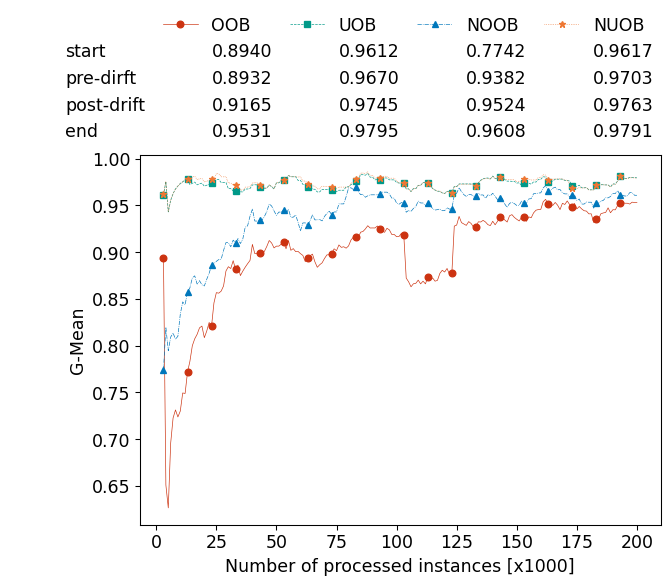 OOB UOB NOOB NUOB
start 0.8940 0.9612 0.7742 0.9617
pre-dirft 0.8932 0.9670 0.9382 0.9703
post-drift 0.9165 0.9745 0.9524 0.9763
end 0.9531 0.9795 0.9608 0.9791
1.00
0.95
0.90
0.85
0.80
0.75
0.70
0.65
G-Mean
0 25 50 75 100 125 150 175 200
Number of processed instances [x1000]